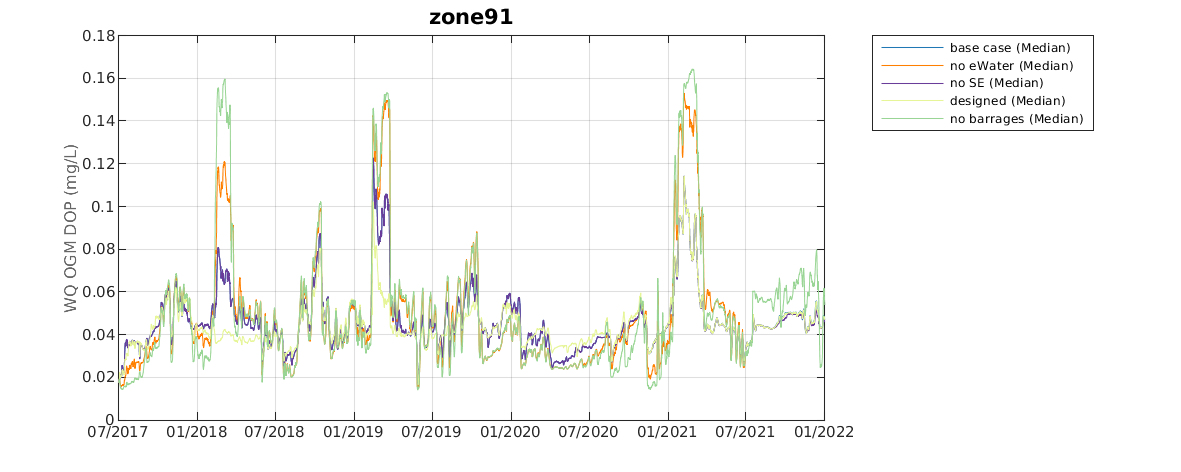 zone91
WQ OGM DOP (mg/L)
0.18
0.16
0.14
0.12
0.1
0.08
0.06
0.04
0.02
0
07/2017 01/2018 07/2018 01/2019 07/2019 01/2020 07/2020 01/2021 07/2021 01/2022
base case (Median)
no eWater (Median)
no SE (Median)
designed (Median)
no barrages (Median)